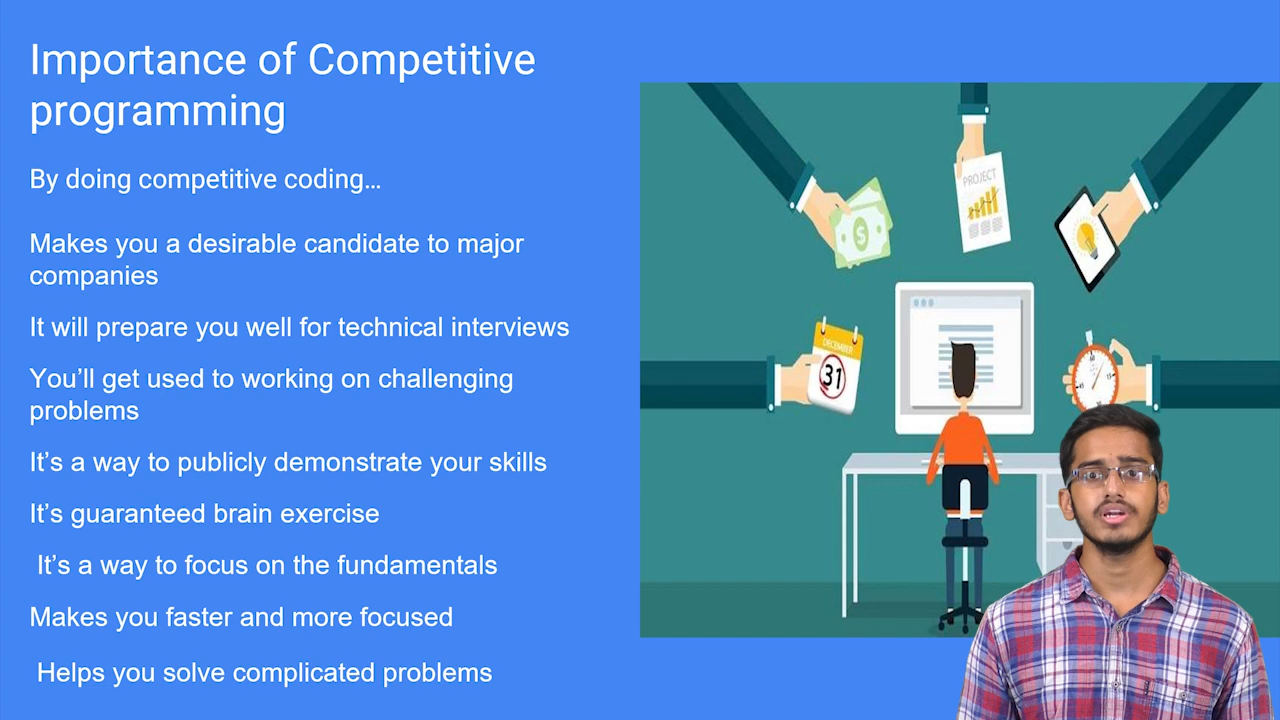 Importance of Competitive
programming
By doing competitive coding…
Makes you a desirable candidate to major
companies
It will prepare you well for technical interviews
You’ll get used to working on challenging
problems
It’s a way to publicly demonstrate your skills
It’s guaranteed brain exercise
It’s a way to focus on the fundamentals
Makes you faster and more focused
Helps you solve complicated problems
PROJECT
$
DECEMBER
31
60
15
45